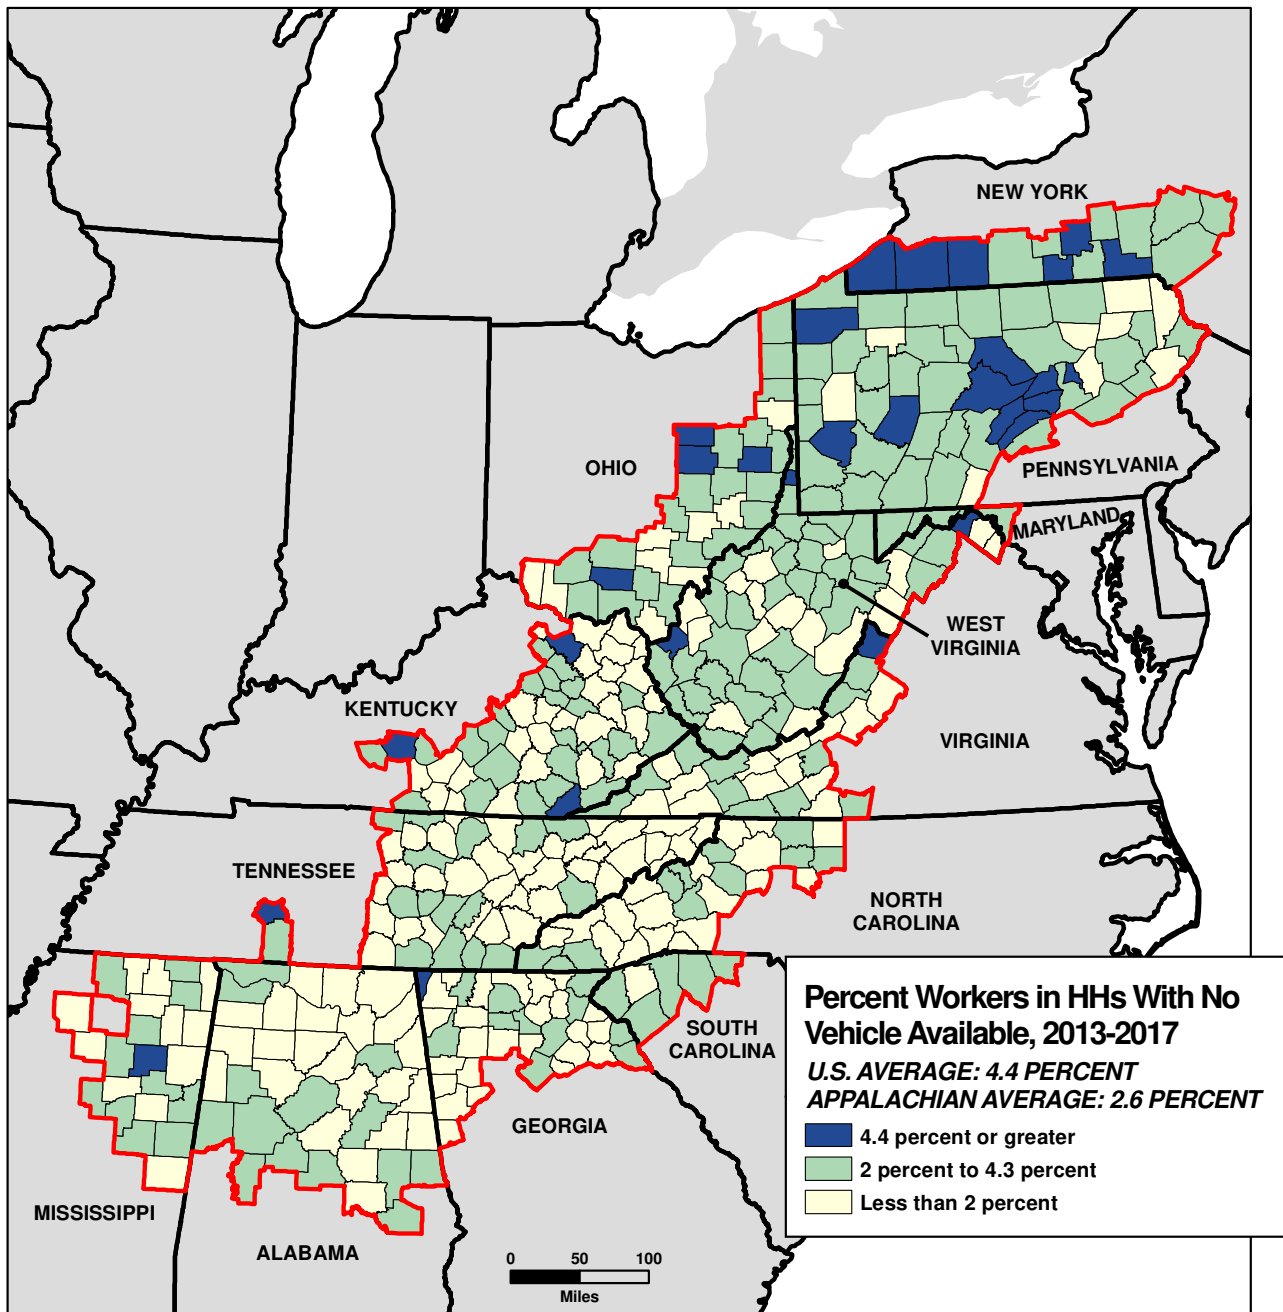 NEW YORK
OHIO
PENNSYLVANIA
MARYLAND
WEST
VIRGINIA
KENTUCKY
VIRGINIA
TENNESSEE
NORTH
CAROLINA
SOUTH
CAROLINA
GEORGIA
MISSISSIPPI
ALABAMA
Percent Workers in HHs With No
Vehicle Available, 2013-2017
U.S. AVERAGE: 4.4 PERCENT
APPALACHIAN AVERAGE: 2.6 PERCENT
4.4 percent or greater
2 percent to 4.3 percent
Less than 2 percent
0 50 100
Miles